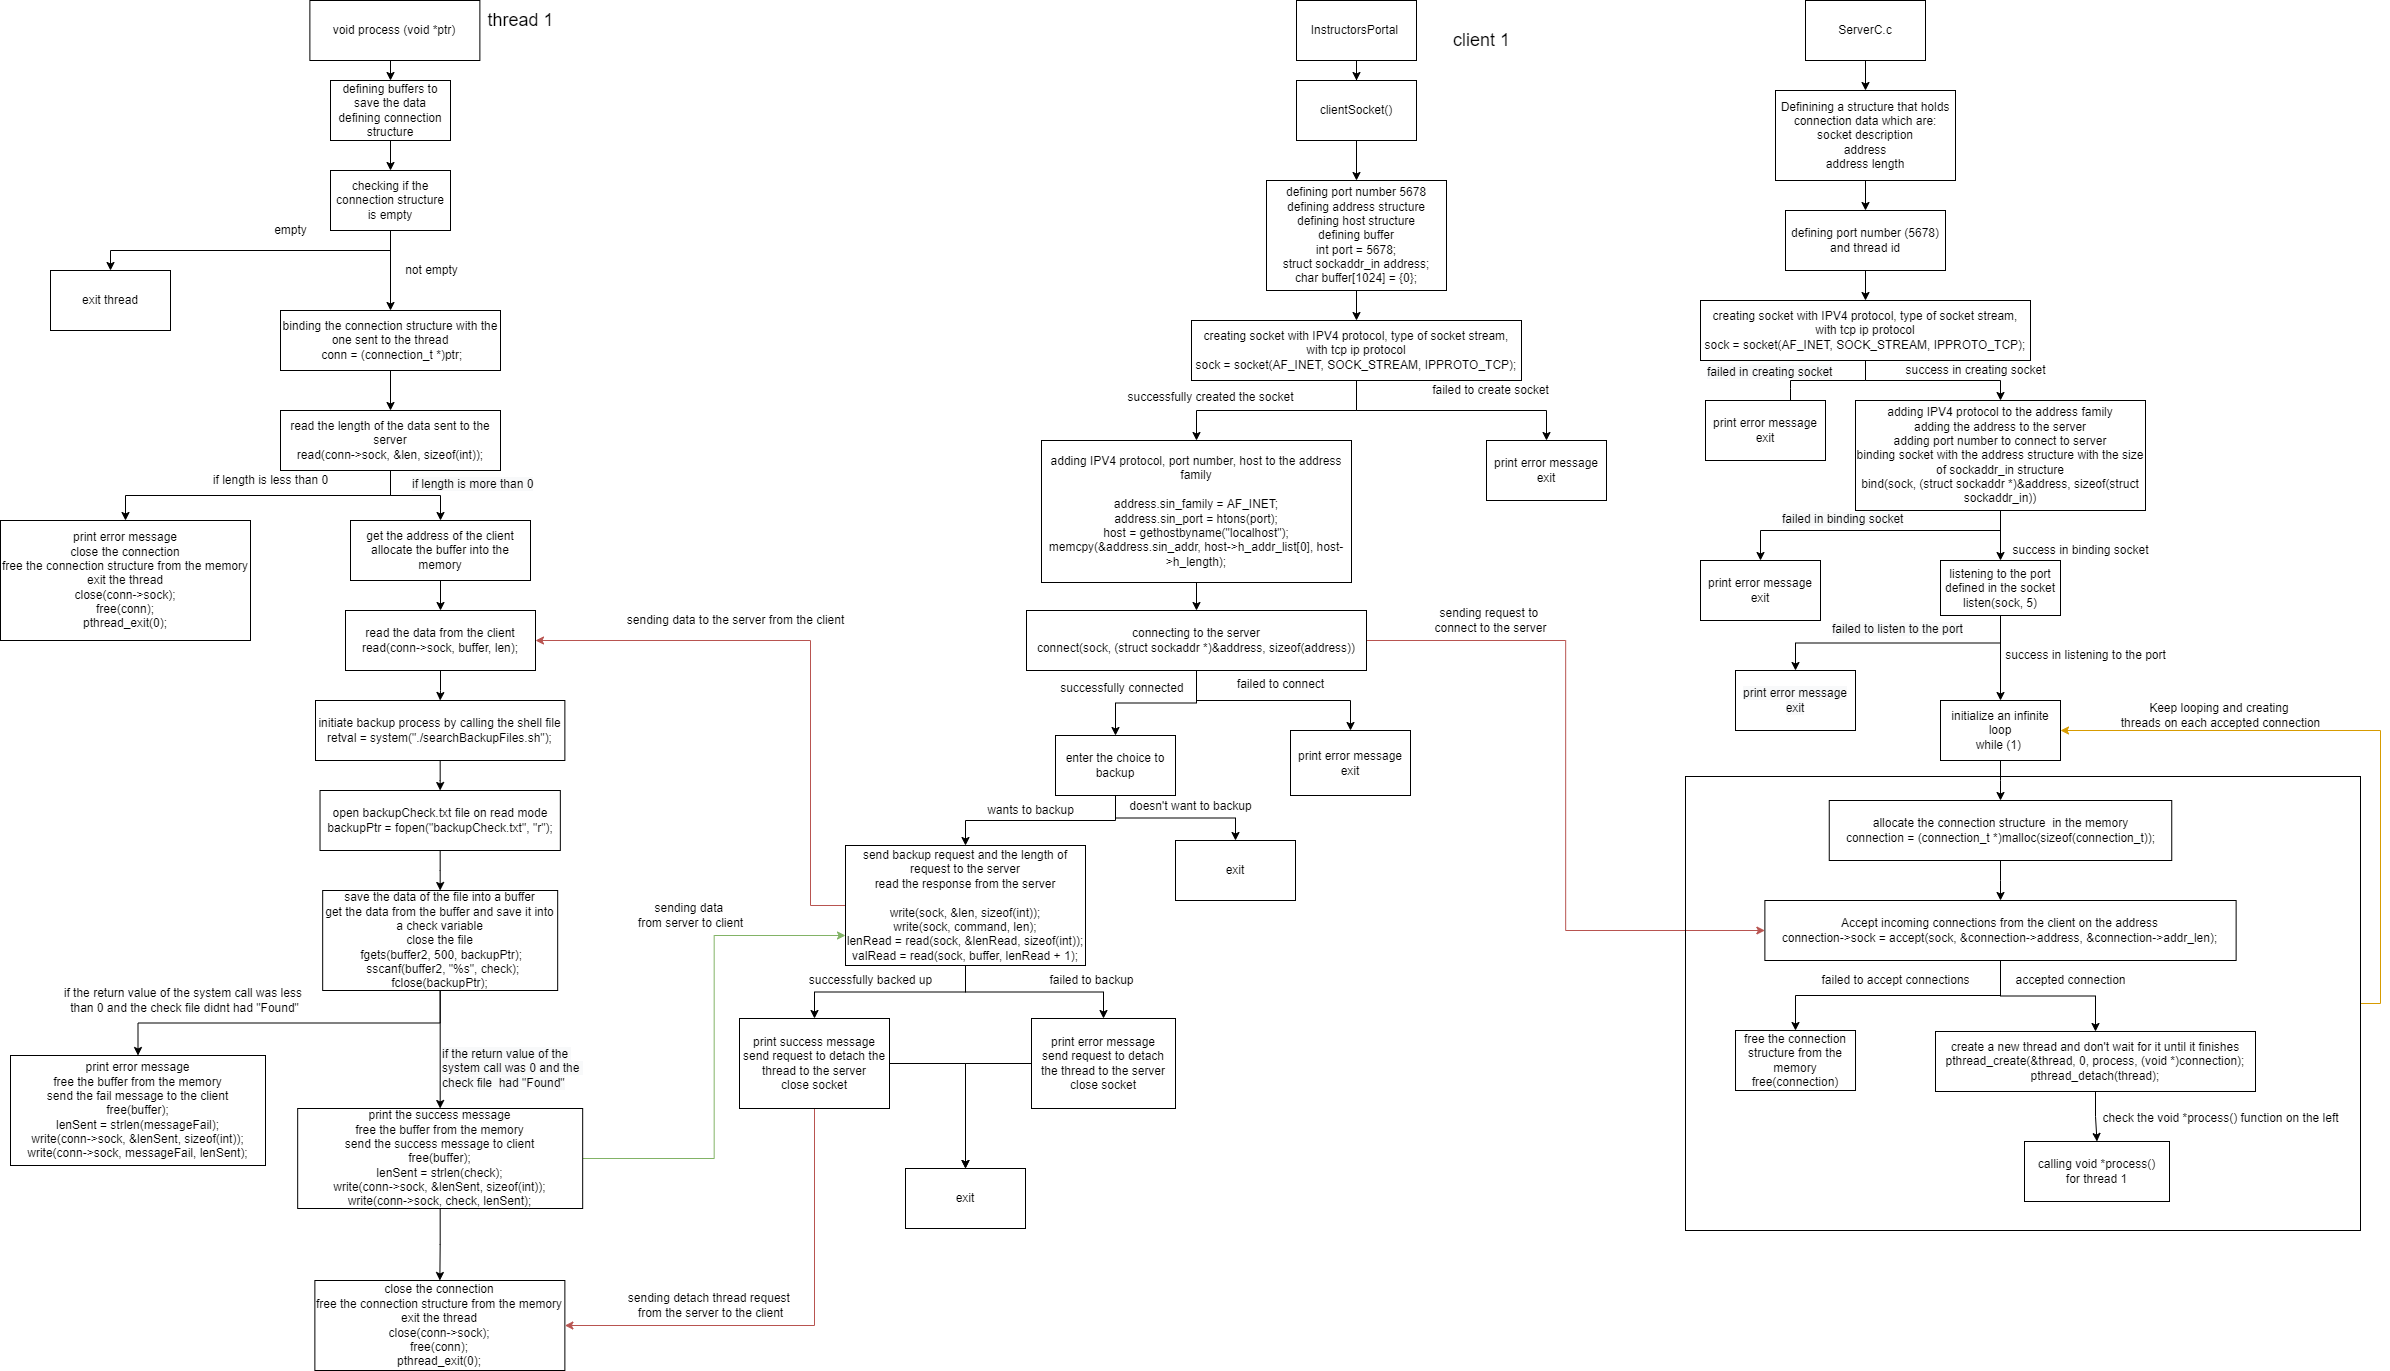 void process (void *ptr)
thread 1
defining buffers to
save the data
defining connection
structure
checking if the
connection structure
is empty
empty
not empty
exit thread
binding the connection structure with the
one sent to the thread
conn = (connection_t *)ptr;
read the length of the data sent to the
server
read(conn->sock, &len, sizeof(int));
if length is less than 0
if length is more than 0
print error message
close the connection
free the connection structure from the memory
exit the thread
close(conn->sock);
free(conn);
pthread_exit(0);
get the address of the client
allocate the buffer into the
memory
read the data from the client
read(conn->sock, buffer, len);
sending data to the server from the client
initiate backup process by calling the shell file
retval = system("./searchBackupFiles.sh");
open backupCheck.txt file on read mode
backupPtr = fopen("backupCheck.txt", "r");
save the data of the file into a buffer
get the data from the buffer and save it into
a check variable
close the file
fgets(buffer2, 500, backupPtr);
sscanf(buffer2, "%s", check);
fclose(backupPtr);
if the return value of the system call was less
than 0 and the check file didnt had "Found"
if the return value of the
system call was 0 and the
check file  had "Found"
print error message
free the buffer from the memory
send the fail message to the client
free(buffer);
lenSent = strlen(messageFail);
write(conn->sock, &lenSent, sizeof(int));
write(conn->sock, messageFail, lenSent);
print the success message
free the buffer from the memory
send the success message to client
free(buffer);
lenSent = strlen(check);
write(conn->sock, &lenSent, sizeof(int));
write(conn->sock, check, lenSent);
sending data
from server to client
close the connection
free the connection structure from the memory
exit the thread
close(conn->sock);
free(conn);
pthread_exit(0);
sending detach thread request
from the server to the client
InstructorsPortal
client 1
clientSocket()
defining port number 5678
defining address structure
defining host structure
defining buffer
int port = 5678;
struct sockaddr_in address;
char buffer[1024] = {0};
creating socket with IPV4 protocol, type of socket stream,
with tcp ip protocol
sock = socket(AF_INET, SOCK_STREAM, IPPROTO_TCP);
successfully created the socket
failed to create socket
adding IPV4 protocol, port number, host to the address
family
address.sin_family = AF_INET;
address.sin_port = htons(port);
host = gethostbyname("localhost");
memcpy(&address.sin_addr, host->h_addr_list[0], host-
>h_length);
print error message
exit
connecting to the server
connect(sock, (struct sockaddr *)&address, sizeof(address))
sending request to
connect to the server
successfully connected
failed to connect
enter the choice to
backup
print error message
exit
wants to backup
doesn't want to backup
exit
send backup request and the length of
request to the server
read the response from the server
write(sock, &len, sizeof(int));
write(sock, command, len);
lenRead = read(sock, &lenRead, sizeof(int));
valRead = read(sock, buffer, lenRead + 1);
successfully backed up
failed to backup
print success message
send request to detach the
thread to the server
close socket
print error message
send request to detach
the thread to the server
close socket
exit
ServerC.c
Definining a structure that holds
connection data which are:
socket description
address
address length
defining port number (5678)
and thread id
creating socket with IPV4 protocol, type of socket stream,
with tcp ip protocol
sock = socket(AF_INET, SOCK_STREAM, IPPROTO_TCP);
failed in creating socket
success in creating socket
print error message
exit
adding IPV4 protocol to the address family
adding the address to the server
adding port number to connect to server
binding socket with the address structure with the size
of sockaddr_in structure
bind(sock, (struct sockaddr *)&address, sizeof(struct
sockaddr_in))
failed in binding socket
success in binding socket
print error message
exit
listening to the port
defined in the socket
listen(sock, 5)
failed to listen to the port
success in listening to the port
print error message
exit
initialize an infinite
loop
while (1)
Keep looping and creating
threads on each accepted connection
allocate the connection structure  in the memory
connection = (connection_t *)malloc(sizeof(connection_t));
Accept incoming connections from the client on the address
connection->sock = accept(sock, &connection->address, &connection->addr_len);
failed to accept connections
accepted connection
free the connection
structure from the
memory
free(connection)
create a new thread and don't wait for it until it finishes
pthread_create(&thread, 0, process, (void *)connection);
pthread_detach(thread);
check the void *process() function on the left
calling void *process()
for thread 1